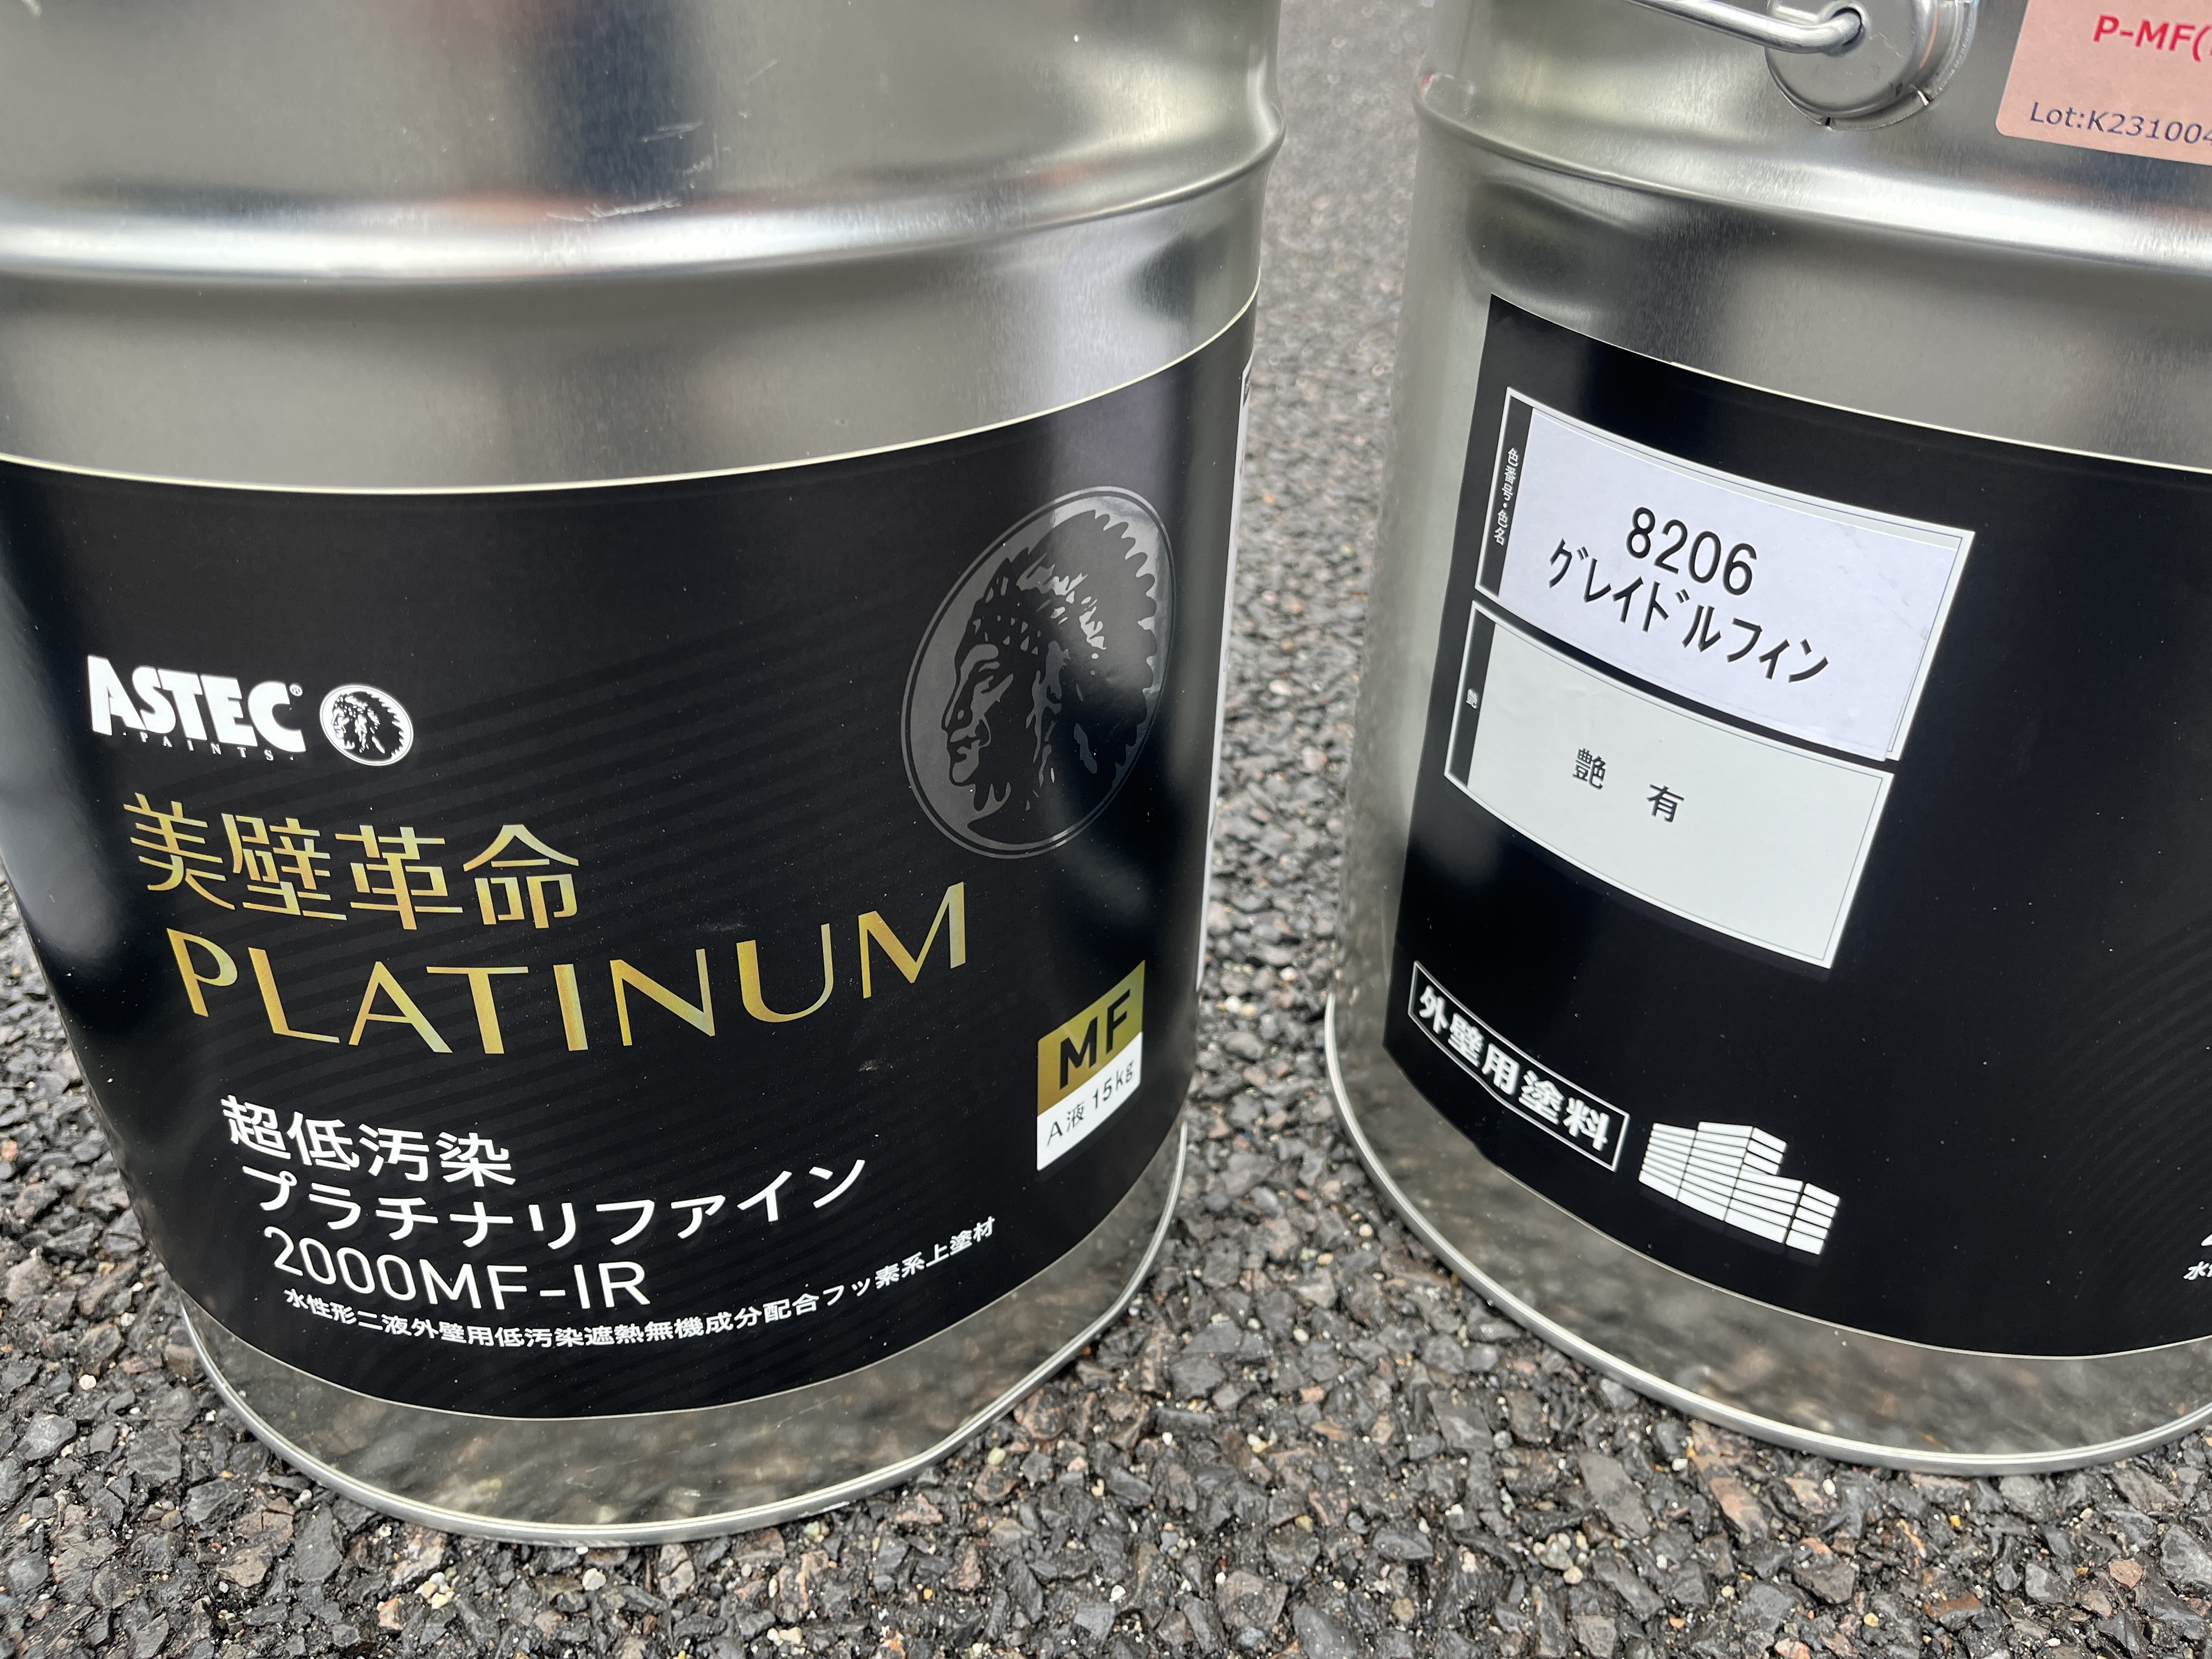 ASTEC®
PAINTS
美壁革命
PLATINUM
MF
A液 15kg
超低汚染
プラチナリファイン
2000MF-IR
水性形二液外壁用低汚染遮熱無機成分配合フッ素系上塗材
P-MF(
Lot:K231004
色番号・色名
8206
グレイドルフィン
艶
艶 有
外壁用塗料